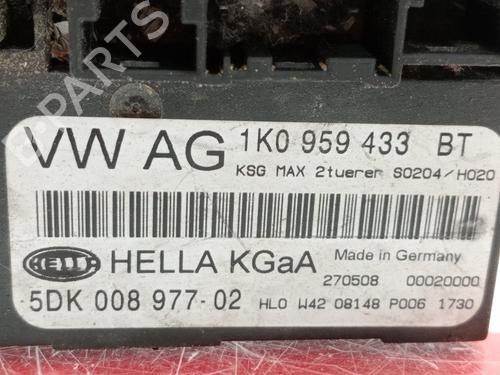 B-PARTS
VW AG 1K0 959 433 BT
KSG MAX 2tuerer S0204/H020
HELLA HELLA KGaA Made in Germany
270508 00020000
5DK 008 977-02 HL0 W42 08148 P006 1730